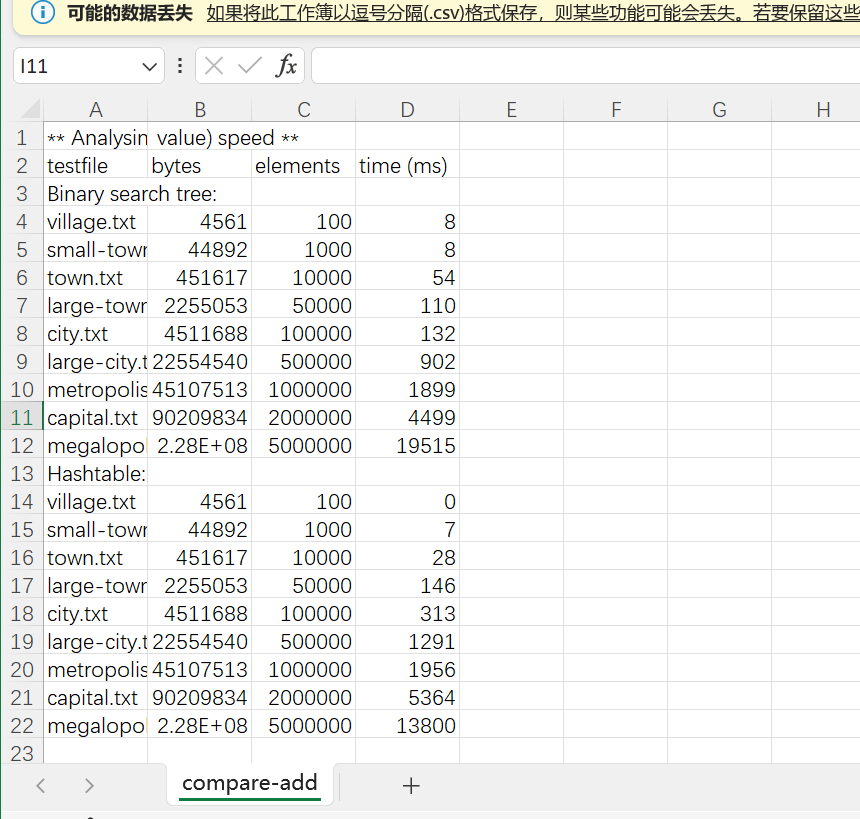 可能的数据丢失 如果将此工作簿以逗号分隔(.csv)格式保存，则某些功能可能会丢失。若要保留这些
I11 fx
A B C D E F G H
1 ** Analysin value) speed **
2 testfile bytes elements time (ms)
3 Binary search tree:
4 village.txt 4561 100 8
5 small-town 44892 1000 8
6 town.txt 451617 10000 54
7 large-town 2255053 50000 110
8 city.txt 4511688 100000 132
9 large-city.t 22554540 500000 902
10 metropolis 45107513 1000000 1899
11 capital.txt 90209834 2000000 4499
12 megalopol 2.28E+08 5000000 19515
13 Hashtable:
14 village.txt 4561 100 0
15 small-town 44892 1000 7
16 town.txt 451617 10000 28
17 large-town 2255053 50000 146
18 city.txt 4511688 100000 313
19 large-city.t 22554540 500000 1291
20 metropolis 45107513 1000000 1956
21 capital.txt 90209834 2000000 5364
22 megalopol 2.28E+08 5000000 13800
23
compare-add